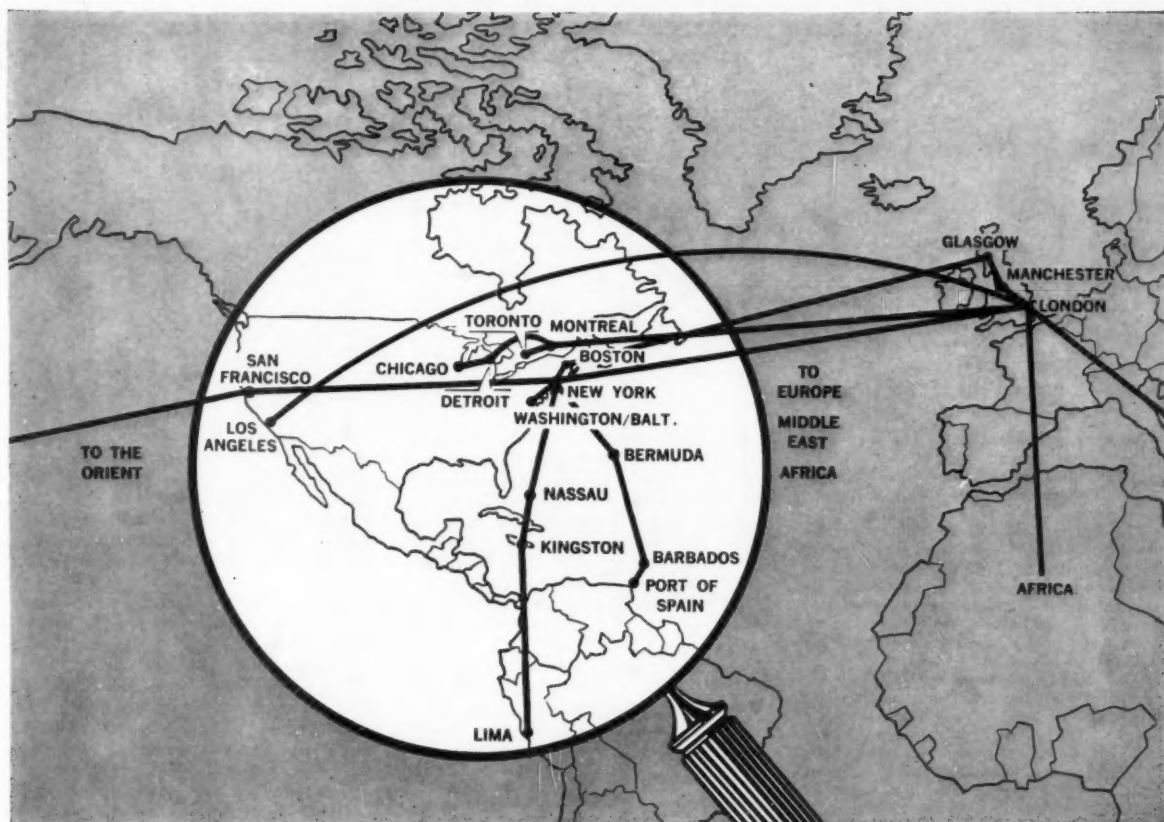 GLASGOW
MANCHESTER
LONDON
TORONTO
MONTREAL
BOSTON
CHICAGO
SAN
FRANCISCO
DETROIT
NEW YORK
WASHINGTON/BALT.
LOS
ANGELES
TO THE
ORIENT
TO
EUROPE
MIDDLE
EAST
AFRICA
BERMUDA
NASSAU
KINGSTON
BARBADOS
PORT OF
SPAIN
AFRICA
LIMA